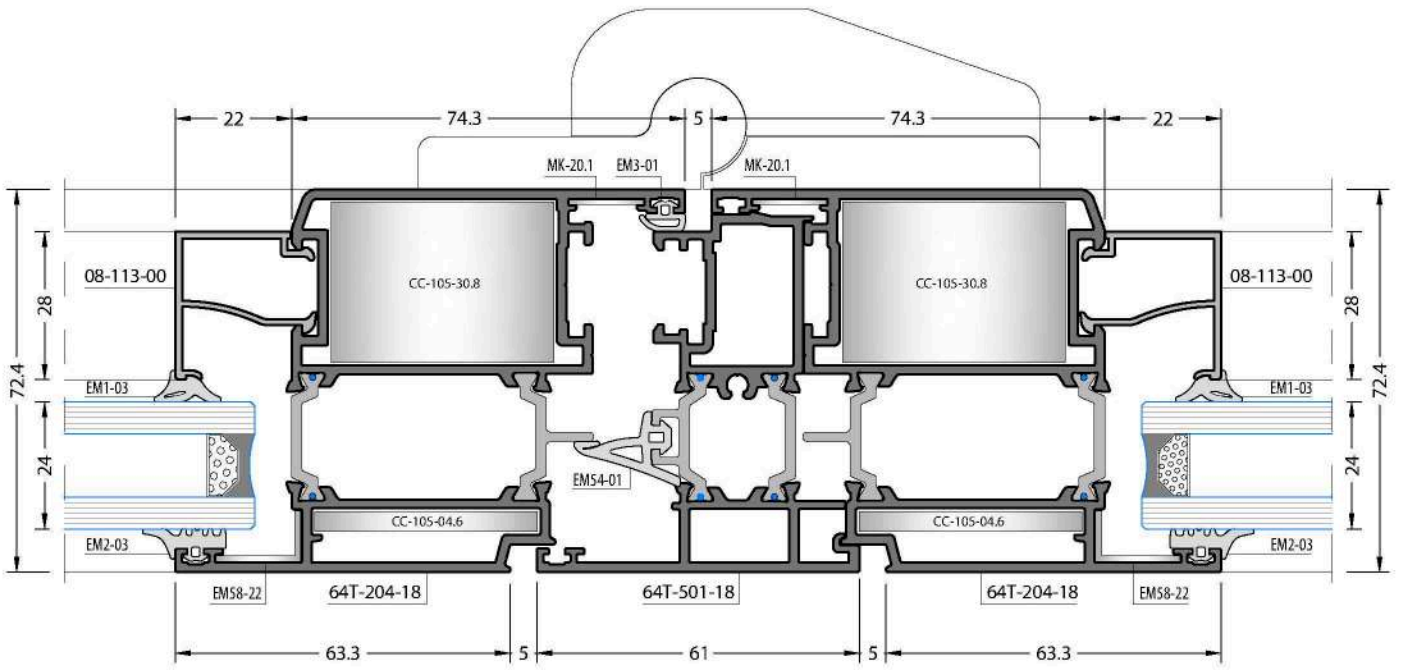 22
74.3
5
74.3
22
MK-20.1
EM3-01
MK-20.1
08-113-00
CC-105-30.8
CC-105-30.8
08-113-00
28
28
72.4
72.4
EM1-03
EM1-03
24
24
EM54-01
CC-105-04.6
CC-105-04.6
EM2-03
EM2-03
EM58-22
64T-204-18
64T-501-18
64T-204-18
EM58-22
63.3
5
61
5
63.3